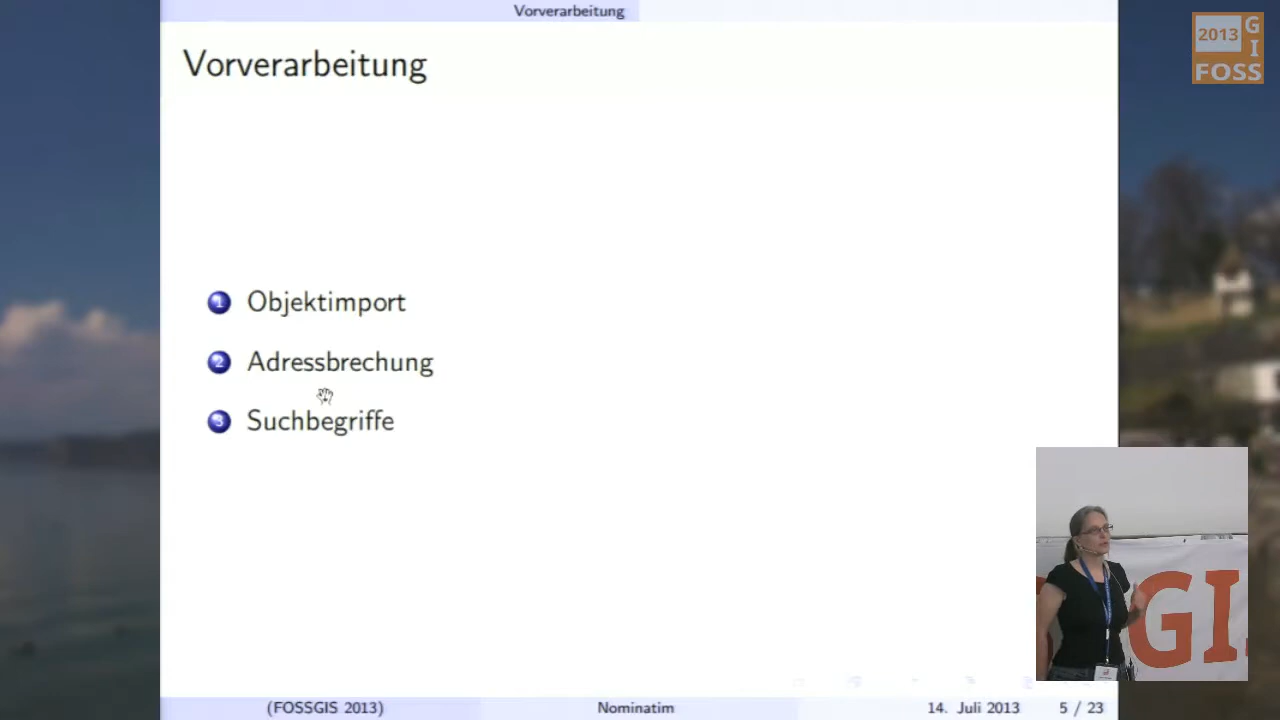 Vorverarbeitung
2013
G
I
FOSS
Vorverarbeitung
1 Objektimport
2 Adressbrechung
3 Suchbegriffe
GI
(FOSSGIS 2013)
Nominatim
14. Juli 2013
5 / 23